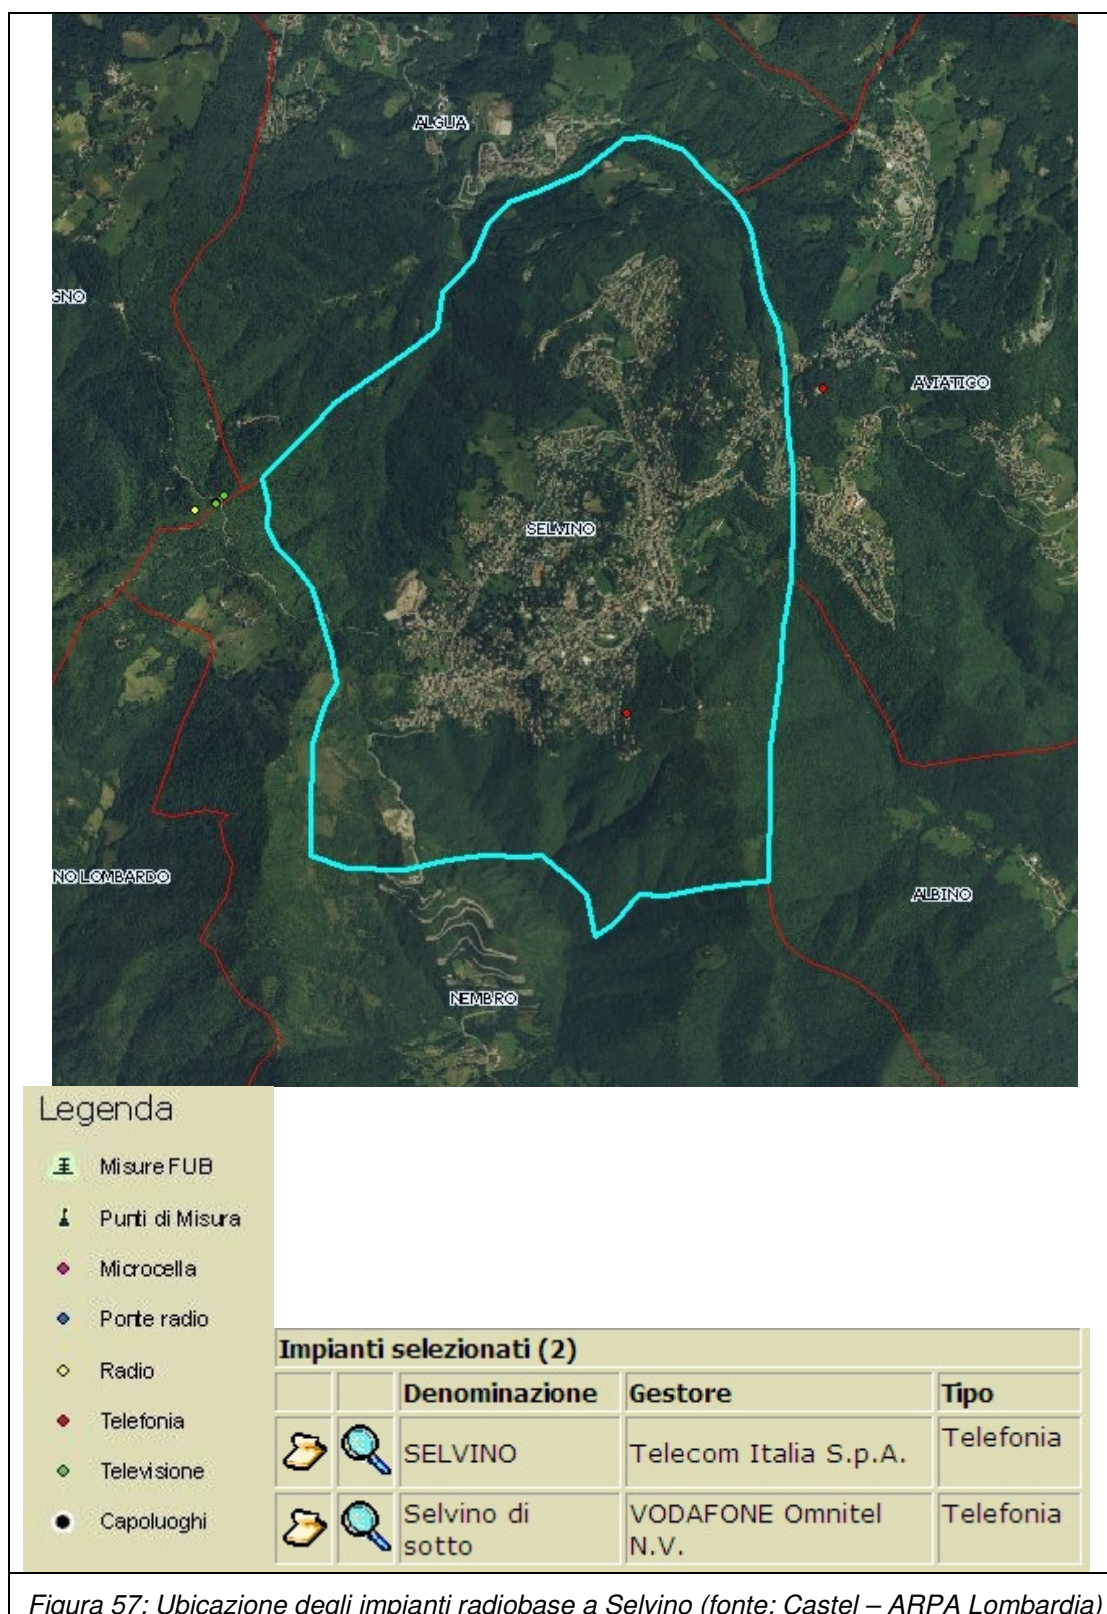 ALGUA
GNO
AVIATICO
SELVINO
NO LOMBARDO
ALBINO
NEMBRO
Legenda
Misure FUB
Punti di Misura
Microcella
Ponte radio
Radio
Telefonia
Televisione
Capoluoghi
Impianti selezionati (2)
Denominazione Gestore Tipo
SELVINO Telecom Italia S.p.A. Telefonia
Selvino di sotto VODAFONE Omnitel N.V. Telefonia
Figura 57: Ubicazione degli impianti radiobase a Selvino (fonte: Castel – ARPA Lombardia)